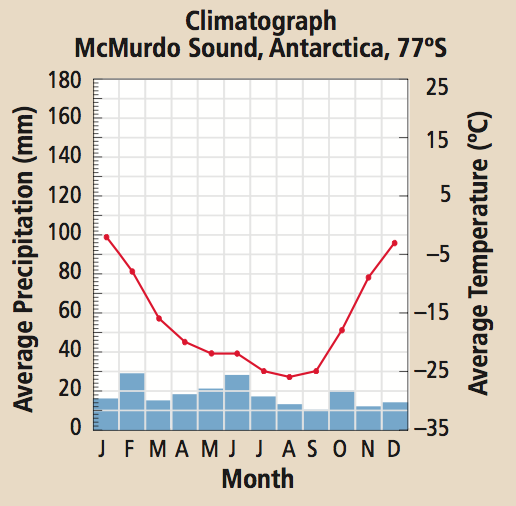 Climatograph
McMurdo Sound, Antarctica, 77ºS
Average Precipitation (mm)
180
160
140
120
100
80
60
40
20
0
25
15
5
–5
–15
–25
–35
Average Temperature (ºC)
J F M A M J J A S O N D
Month